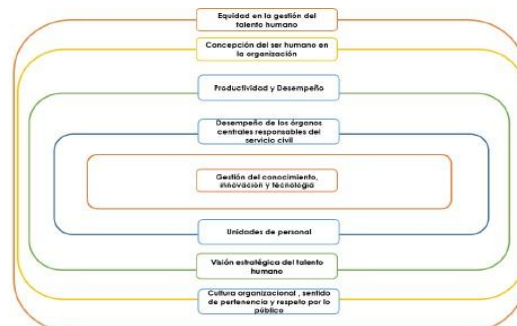 Equidad en la gestión del
talento humano
Concepción del ser humano en
la organización
Productividad y Desempeño
Desempeño de los órganos
centrales responsables del
servicio civil
Gestión del conocimiento,
innovación y tecnología
Unidades de personal
Visión estratégica del talento
humano
Cultura organizacional , sentido
de pertenencia y respeto por lo
público